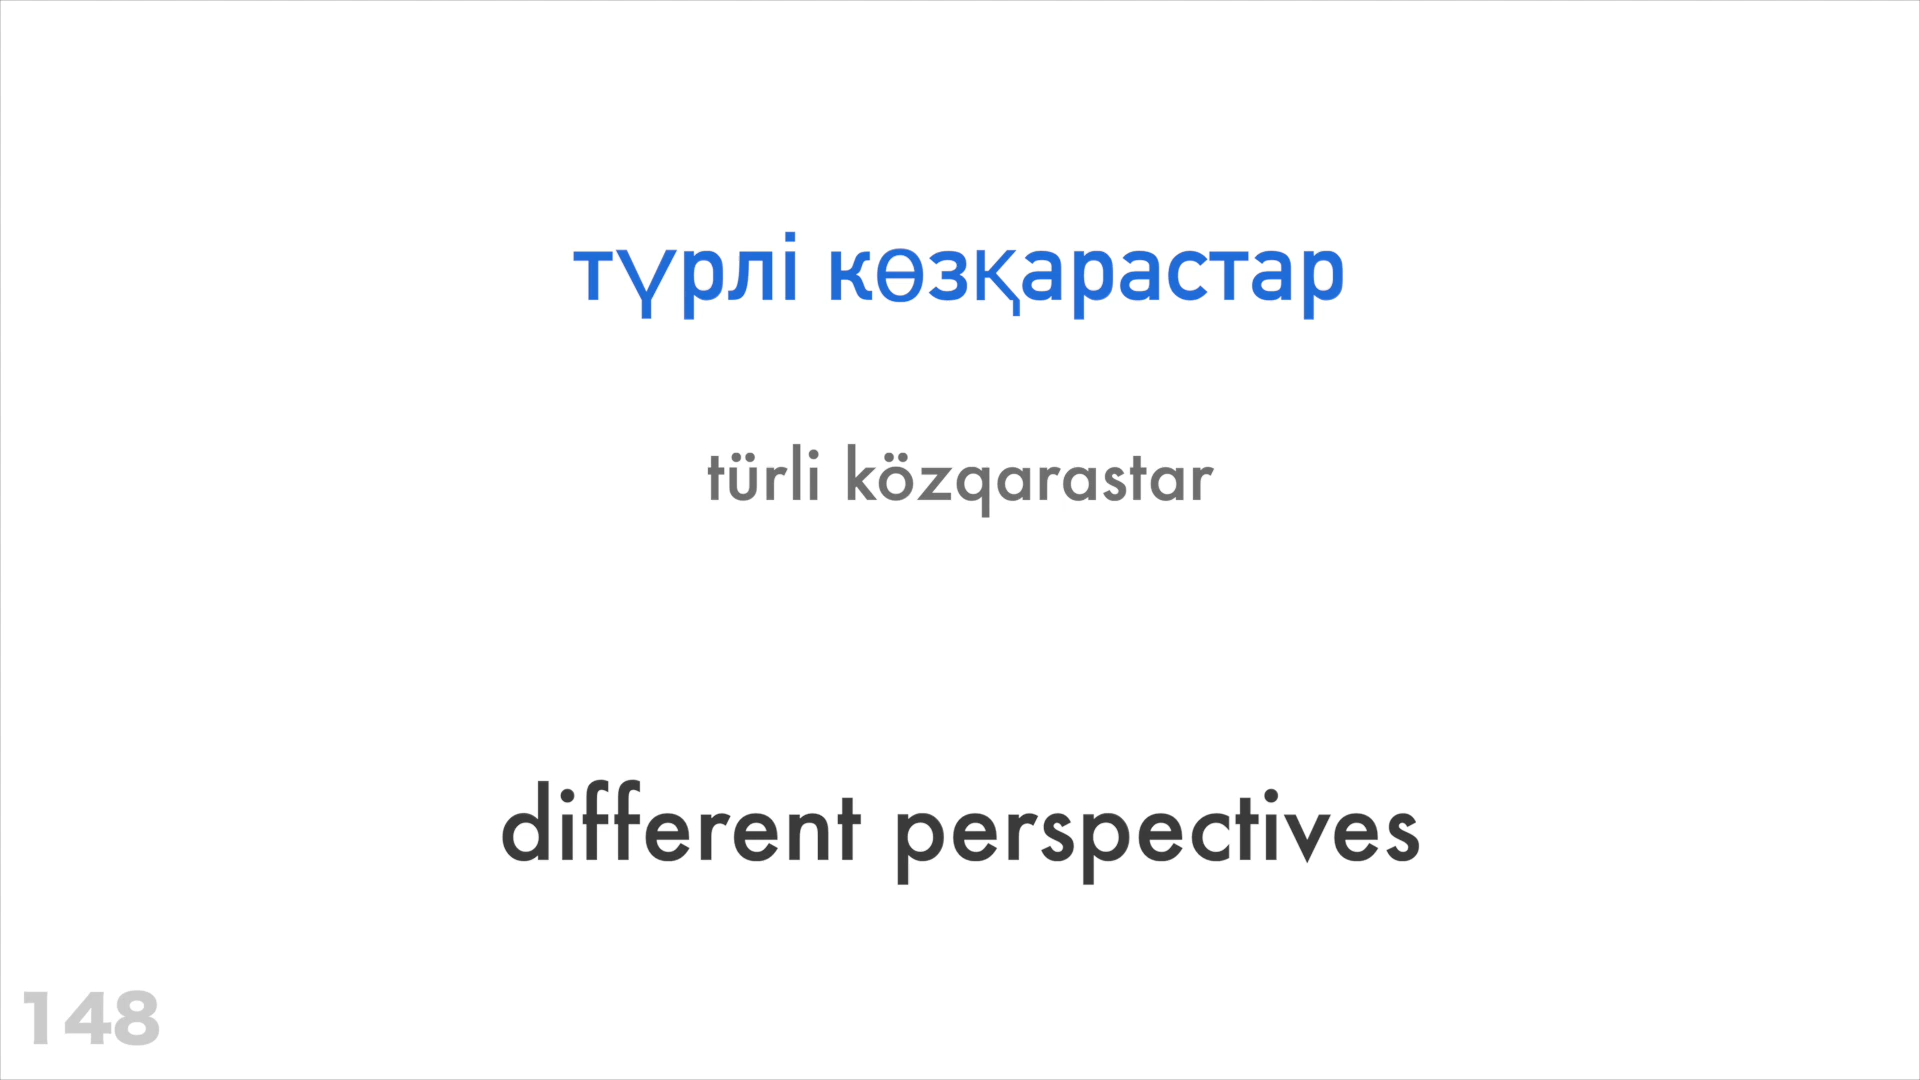 түрлі көзқарастар
türli közqarastar
different perspectives
148